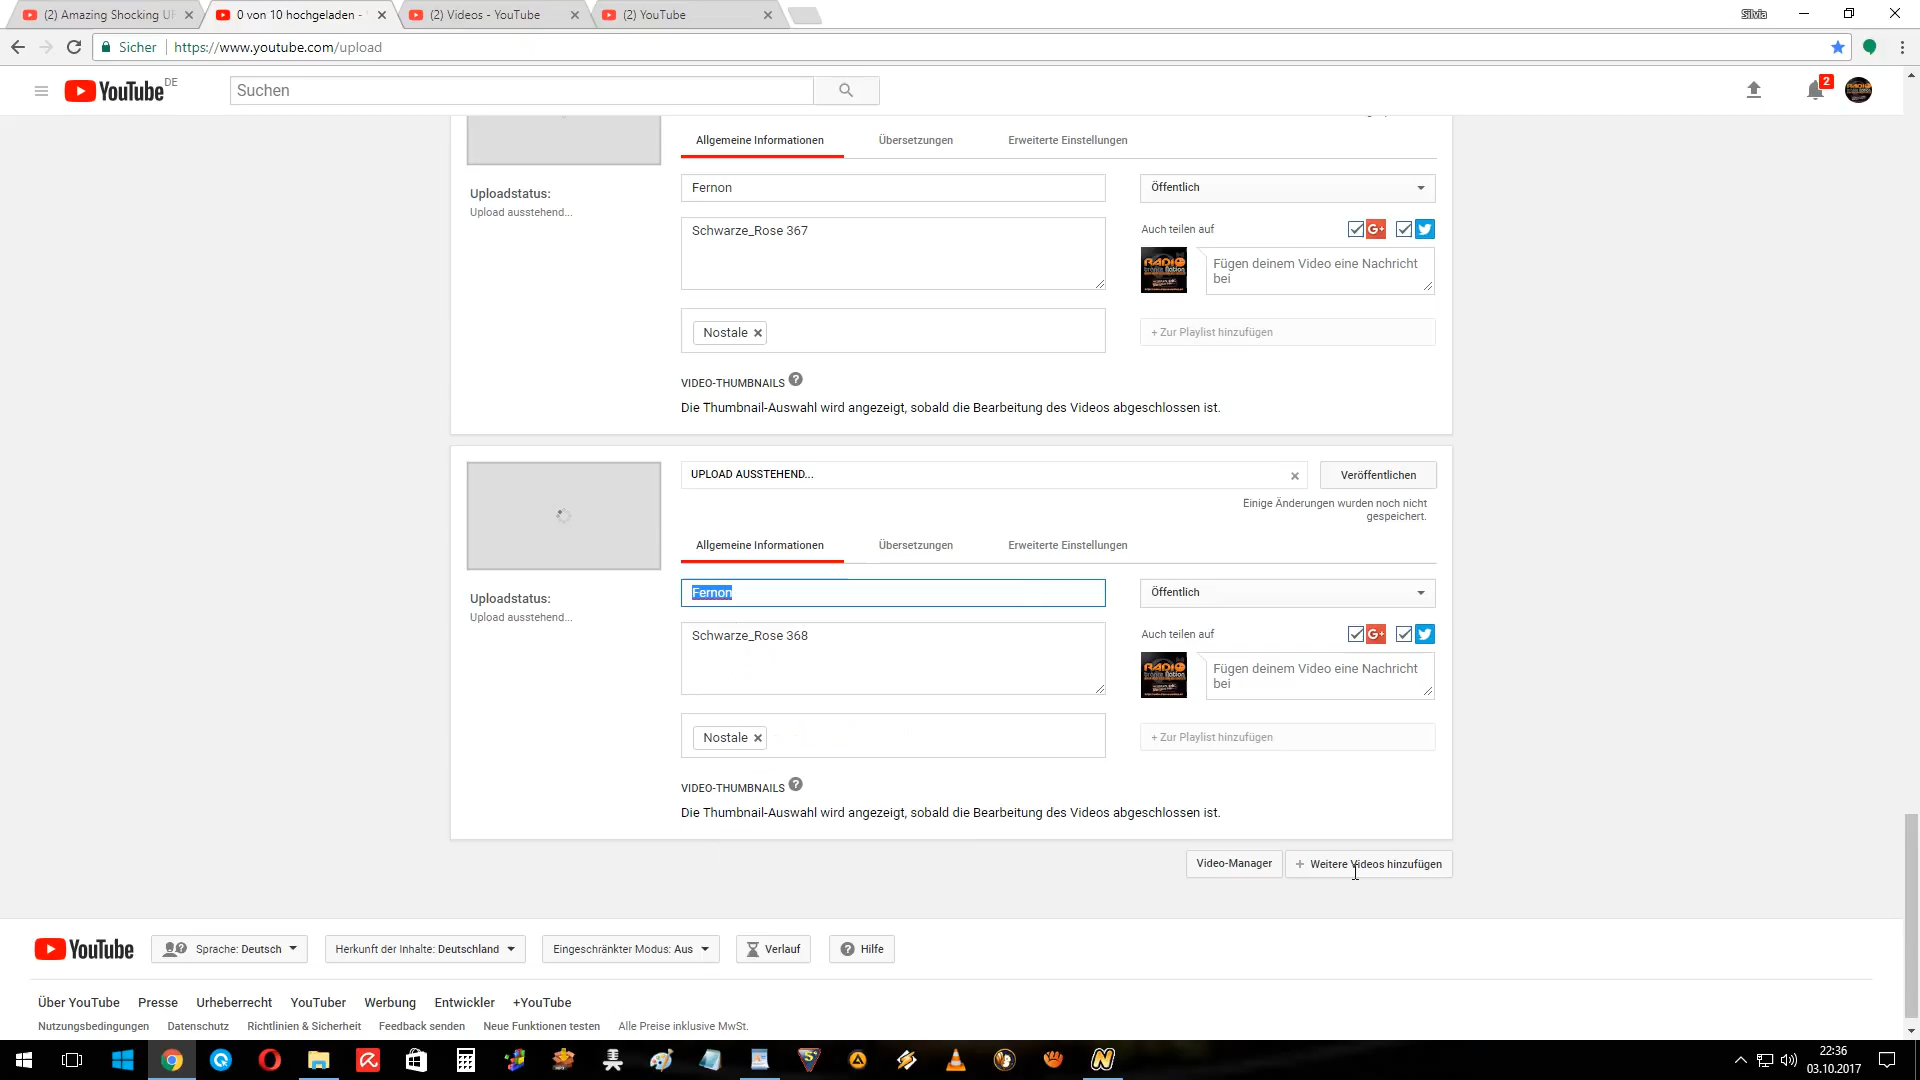 (2) Amazing Shocking UF
0 von 10 hochgeladen -
(2) Videos - YouTube
(2) YouTube
Silvia
Sicher
https://www.youtube.com/upload
YouTube DE
Suchen
2
Allgemeine Informationen
Übersetzungen
Erweiterte Einstellungen
Uploadstatus:
Upload ausstehend...
Fernon
Öffentlich
Schwarze_Rose 367
Auch teilen auf
G+
Fügen deinem Video eine Nachricht
bei
Nostale
+ Zur Playlist hinzufügen
VIDEO-THUMBNAILS ?
Die Thumbnail-Auswahl wird angezeigt, sobald die Bearbeitung des Videos abgeschlossen ist.
UPLOAD AUSSTEHEND...
Veröffentlichen
Einige Änderungen wurden noch nicht
gespeichert.
Allgemeine Informationen
Übersetzungen
Erweiterte Einstellungen
Uploadstatus:
Upload ausstehend...
Fernon
Öffentlich
Schwarze_Rose 368
Auch teilen auf
G+
Fügen deinem Video eine Nachricht
bei
Nostale
+ Zur Playlist hinzufügen
VIDEO-THUMBNAILS ?
Die Thumbnail-Auswahl wird angezeigt, sobald die Bearbeitung des Videos abgeschlossen ist.
Video-Manager
+ Weitere Videos hinzufügen
YouTube
Sprache: Deutsch
Herkunft der Inhalte: Deutschland
Eingeschränkter Modus: Aus
Verlauf
? Hilfe
Über YouTube Presse Urheberrecht YouTuber Werbung Entwickler +YouTube
Nutzungsbedingungen Datenschutz Richtlinien & Sicherheit Feedback senden Neue Funktionen testen Alle Preise inklusive MwSt.
22:36
03.10.2017